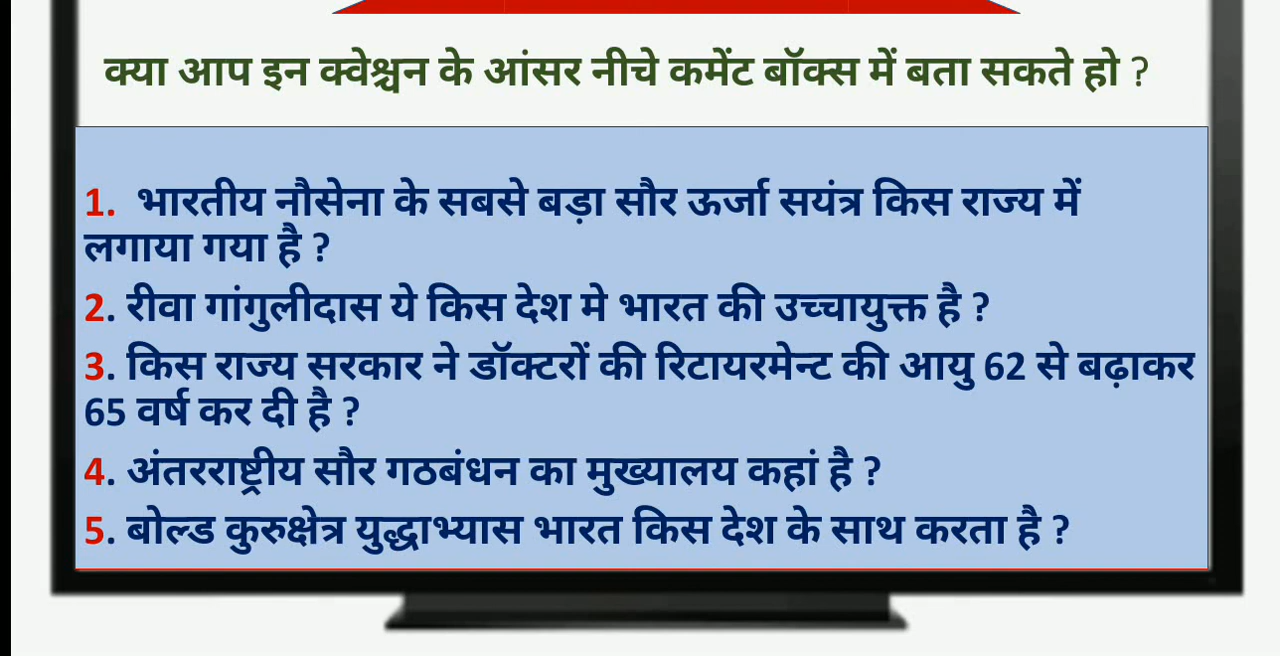 क्या आप इन क्वेश्चन के आंसर नीचे कमेंट बॉक्स में बता सकते हो ?
1. भारतीय नौसेना के सबसे बड़ा सौर ऊर्जा सयंत्र किस राज्य में
लगाया गया है ?
2. रीवा गांगुलीदास ये किस देश मे भारत की उच्चायुक्त है ?
3. किस राज्य सरकार ने डॉक्टरों की रिटायरमेन्ट की आयु 62 से बढ़ाकर
65 वर्ष कर दी है ?
4. अंतरराष्ट्रीय सौर गठबंधन का मुख्यालय कहां है ?
5. बोल्ड कुरुक्षेत्र युद्धाभ्यास भारत किस देश के साथ करता है ?